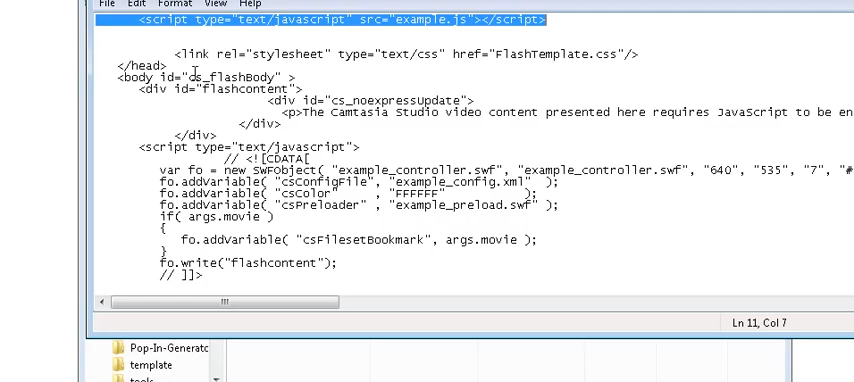 File Edit Format View Help
<script type="text/javascript" src="example.js"></script>
<link rel="stylesheet" type="text/css" href="FlashTemplate.css"/>
</head>
<body id="cs_flashBody" >
<div id="flashcontent">
<div id="cs_noexpressUpdate">
<p>The Camtasia Studio video content presented here requires JavaScript to be en
</div>
</div>
<script type="text/javascript">
// <![CDATA[
var fo = new SWFObject( "example_controller.swf", "example_controller.swf", "640", "535", "7", "#
fo.addVariable( "csConfigFile", "example_config.xml"  );
fo.addVariable( "csColor"     , "FFFFFF"           );
fo.addVariable( "csPreloader" , "example_preload.swf" );
if( args.movie )
{
fo.addVariable( "csFilesetBookmark", args.movie );
}
fo.write("flashcontent");
// ]]>
Ln 11, Col 7
Pop-In-Generatc
template
tools